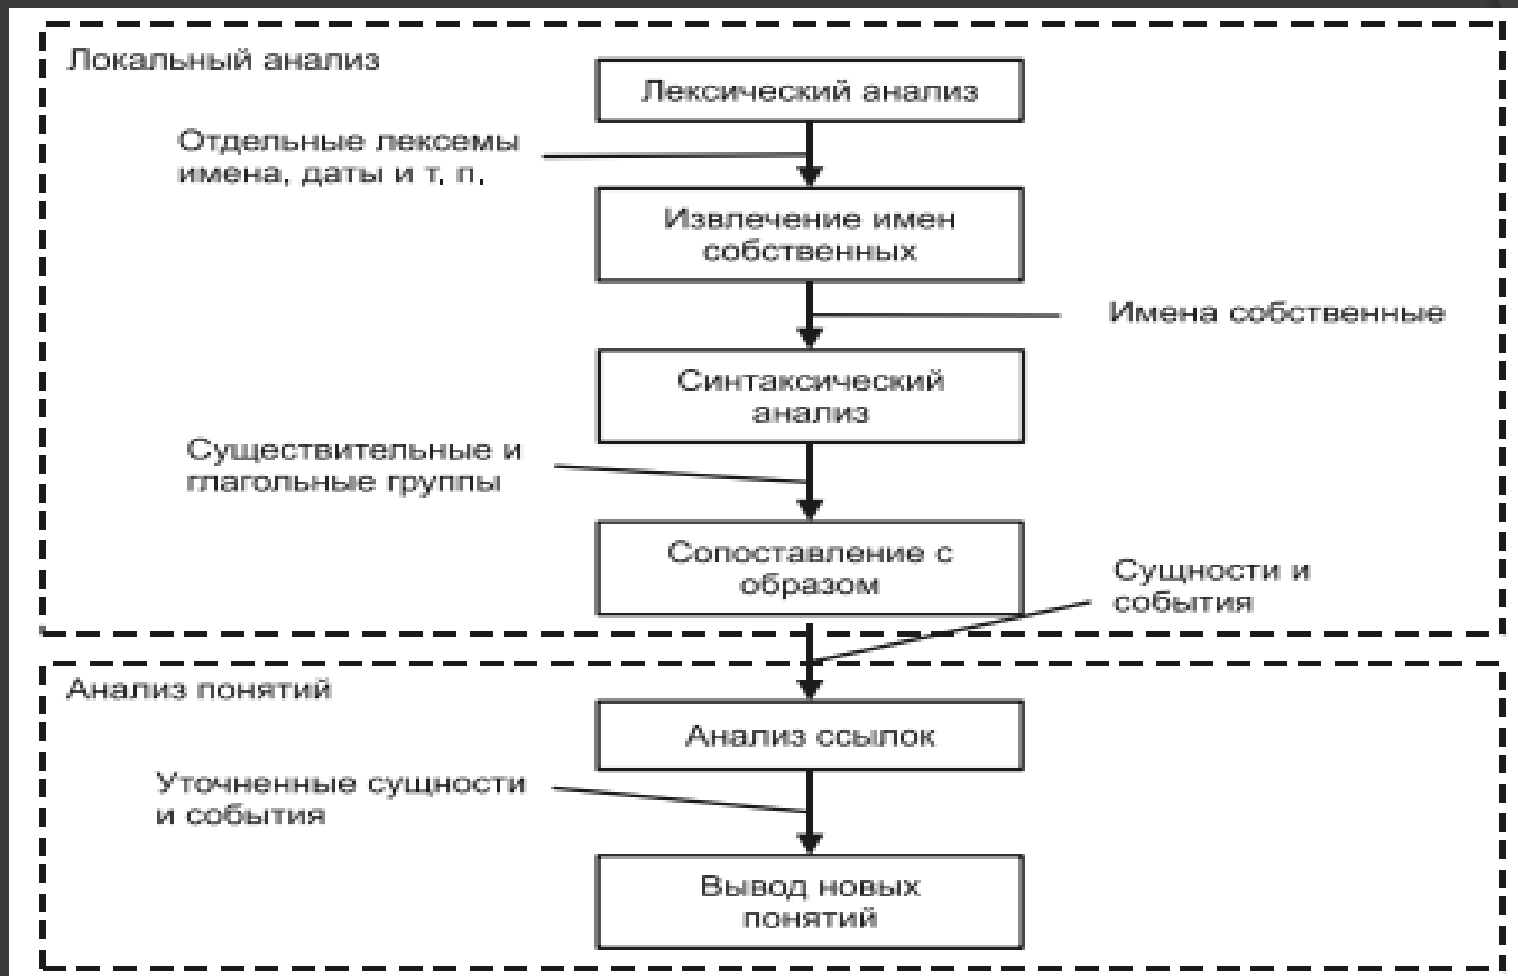 Локальный анализ
Лексический анализ
Отдельные лексемы
имена, даты и т. п.
Извлечение имен
собственных
Имена собственные
Синтаксический
анализ
Существительные и
глагольные группы
Сопоставление с
образом
Сущности и
события
Анализ понятий
Анализ ссылок
Уточненные сущности
и события
Вывод новых
понятий